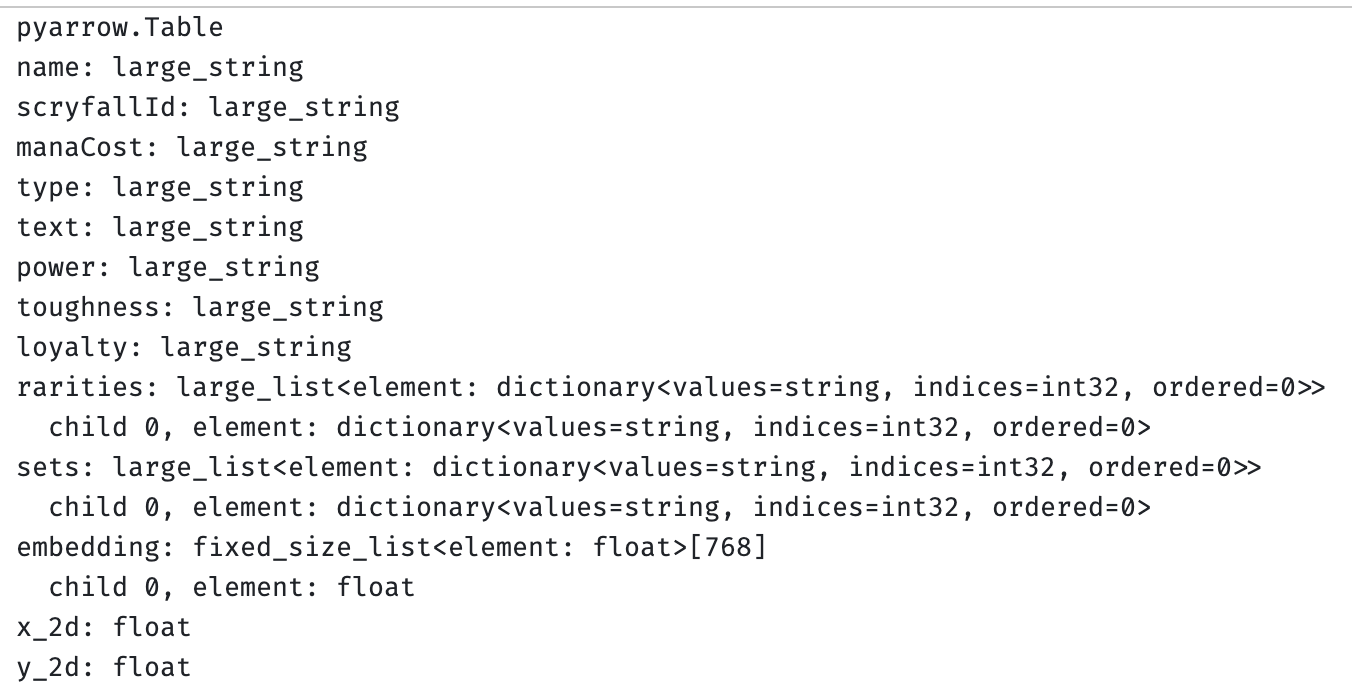 pyarrow.Table
name: large_string
scryfallId: large_string
manaCost: large_string
type: large_string
text: large_string
power: large_string
toughness: large_string
loyalty: large_string
rarities: large_list<element: dictionary<values=string, indices=int32, ordered=0>>
  child 0, element: dictionary<values=string, indices=int32, ordered=0>
sets: large_list<element: dictionary<values=string, indices=int32, ordered=0>>
  child 0, element: dictionary<values=string, indices=int32, ordered=0>
embedding: fixed_size_list<element: float>[768]
  child 0, element: float
x_2d: float
y_2d: float